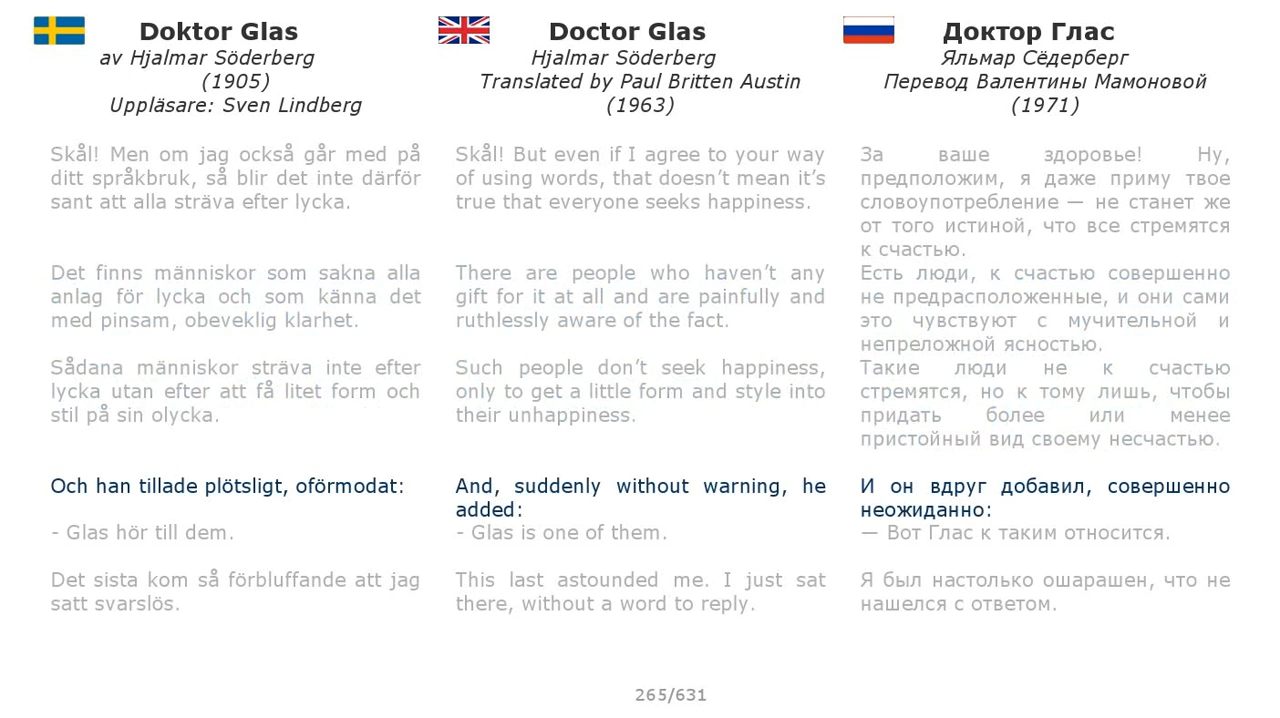 Doktor Glas
av Hjalmar Söderberg
(1905)
Uppläsare: Sven Lindberg
Skål! Men om jag också går med på
ditt språkbruk, så blir det inte därför
sant att alla sträva efter lycka.
Det finns människor som sakna alla
anlag för lycka och som känna det
med pinsam, obeveklig klarhet.
Sådana människor sträva inte efter
lycka utan efter att få litet form och
stil på sin olycka.
Och han tillade plötsligt, oförmodat:
- Glas hör till dem.
Det sista kom så förbluffande att jag
satt svarslös.
Doctor Glas
Hjalmar Söderberg
Translated by Paul Britten Austin
(1963)
Skål! But even if I agree to your way
of using words, that doesn’t mean it’s
true that everyone seeks happiness.
There are people who haven’t any
gift for it at all and are painfully and
ruthlessly aware of the fact.
Such people don’t seek happiness,
only to get a little form and style into
their unhappiness.
And, suddenly without warning, he
added:
- Glas is one of them.
This last astounded me. I just sat
there, without a word to reply.
Доктор Глас
Яльмар Сёдерберг
Перевод Валентины Мамоновой
(1971)
За ваше здоровье! Ну,
предположим, я даже приму твое
словоупотребление — не станет же
от того истиной, что все стремятся
к счастью.
Есть люди, к счастью совершенно
не предрасположенные, и они сами
это чувствуют с мучительной и
непреложной ясностью.
Такие люди не к счастью
стремятся, но к тому лишь, чтобы
придать более или менее
пристойный вид своему несчастью.
И он вдруг добавил, совершенно
неожиданно:
— Вот Глас к таким относится.
Я был настолько ошарашен, что не
нашелся с ответом.
265/631